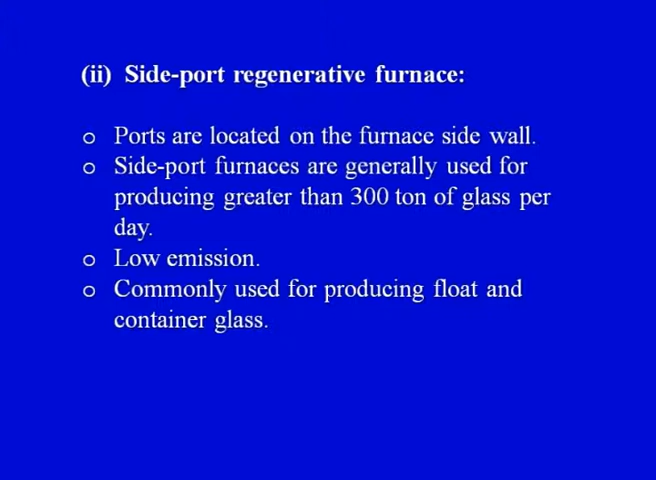 (ii) Side-port regenerative furnace:
o Ports are located on the furnace side wall.
o Side-port furnaces are generally used for
producing greater than 300 ton of glass per
day.
o Low emission.
o Commonly used for producing float and
container glass.